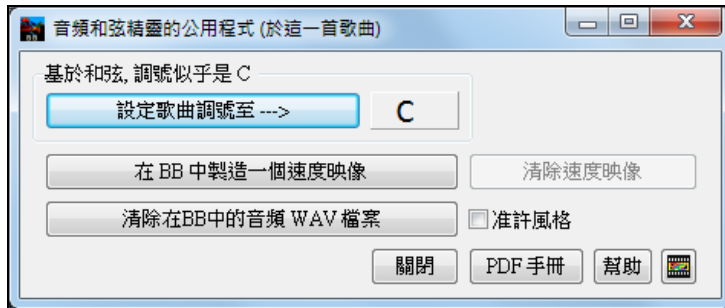 音頻和弦精靈的公用程式 (於這一首歌曲)
基於和弦, 調號似乎是 C
設定歌曲調號至 --->
C
在 BB 中製造一個速度映像
清除速度映像
清除在BB中的音頻 WAV 檔案
准許風格
關閉
PDF 手冊
幫助